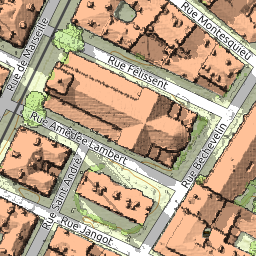 Rue Montesquieu
Rue de Marseille
Rue Félissent
Rue Amédée Lambert
Rue Bechevelin
Rue Saint André
Rue Jangot